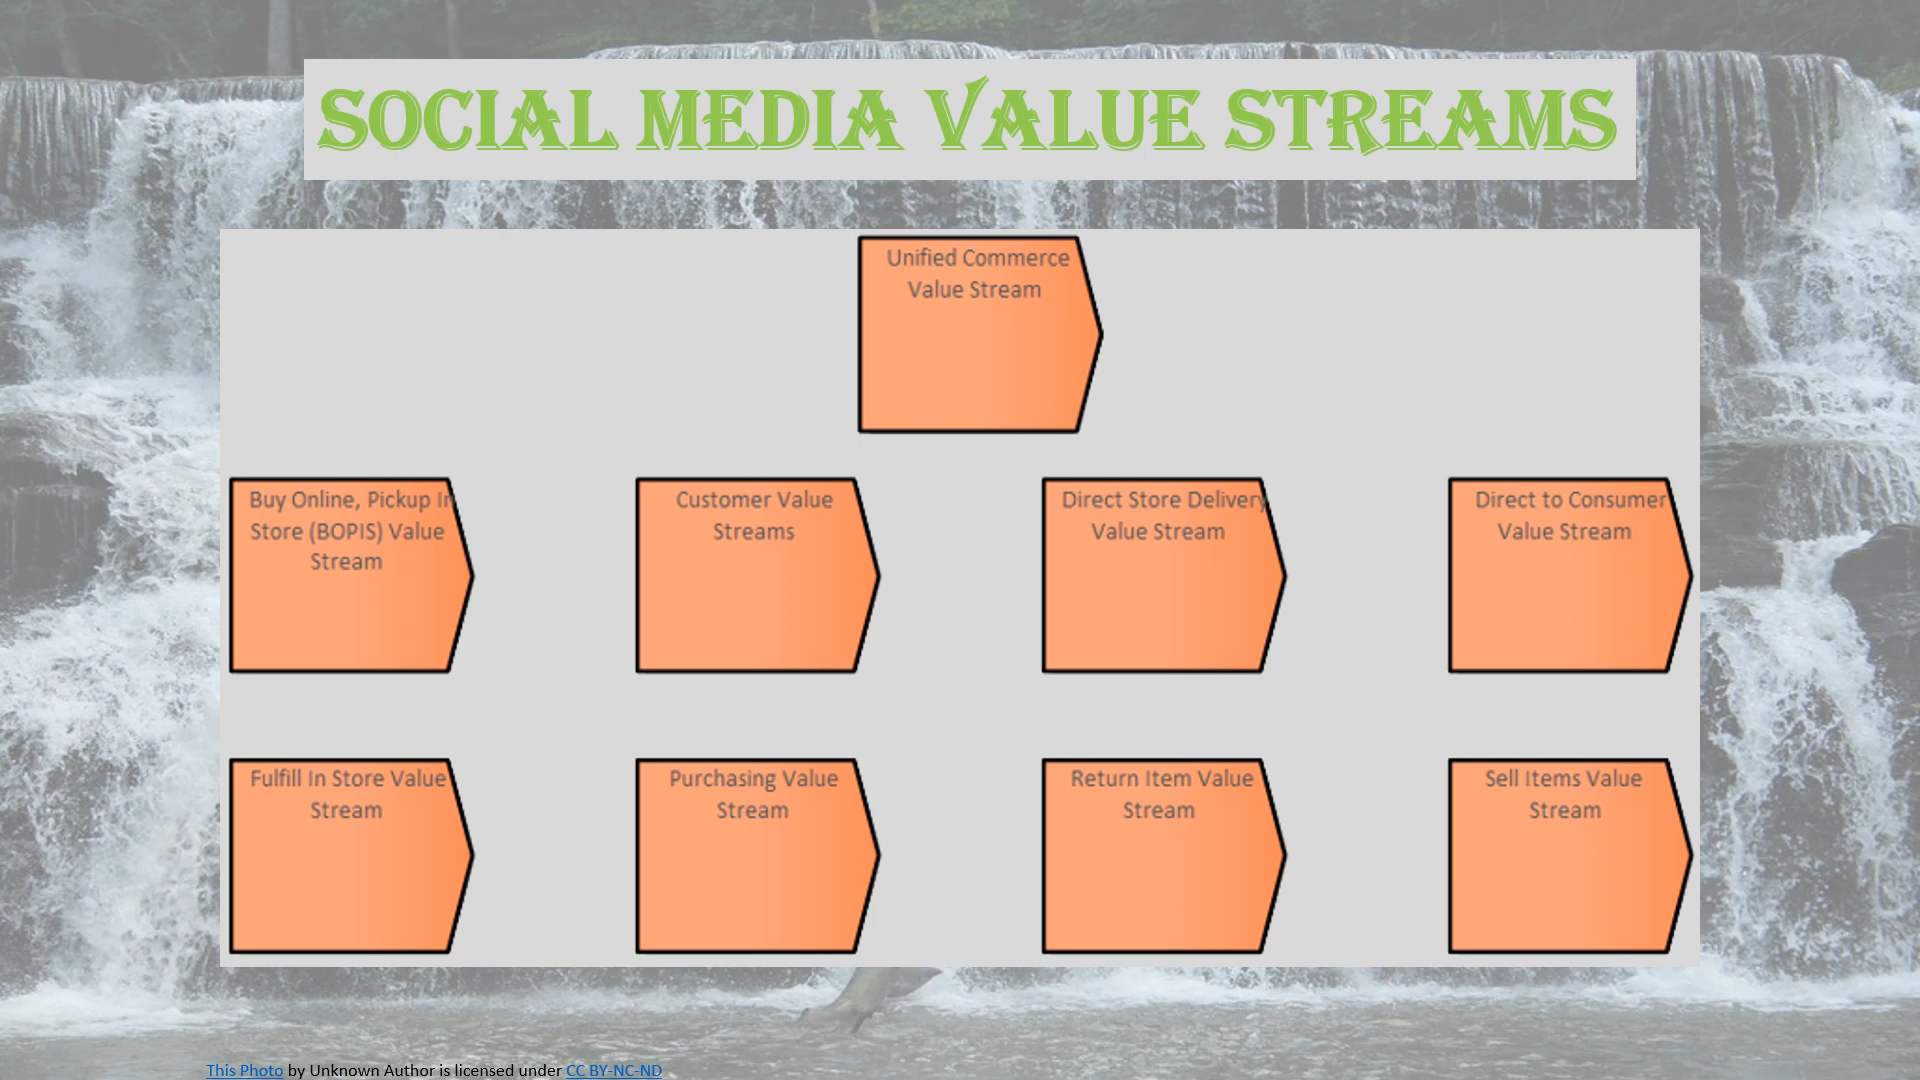 SOCIAL MEDIA VALUE STREAMS
Unified Commerce
Value Stream
Buy Online, Pickup In
Store (BOPIS) Value
Stream
Customer Value
Streams
Direct Store Delivery
Value Stream
Direct to Consumer
Value Stream
Fulfill In Store Value
Stream
Purchasing Value
Stream
Return Item Value
Stream
Sell Items Value
Stream
This Photo by Unknown Author is licensed under CC BY-NC-ND